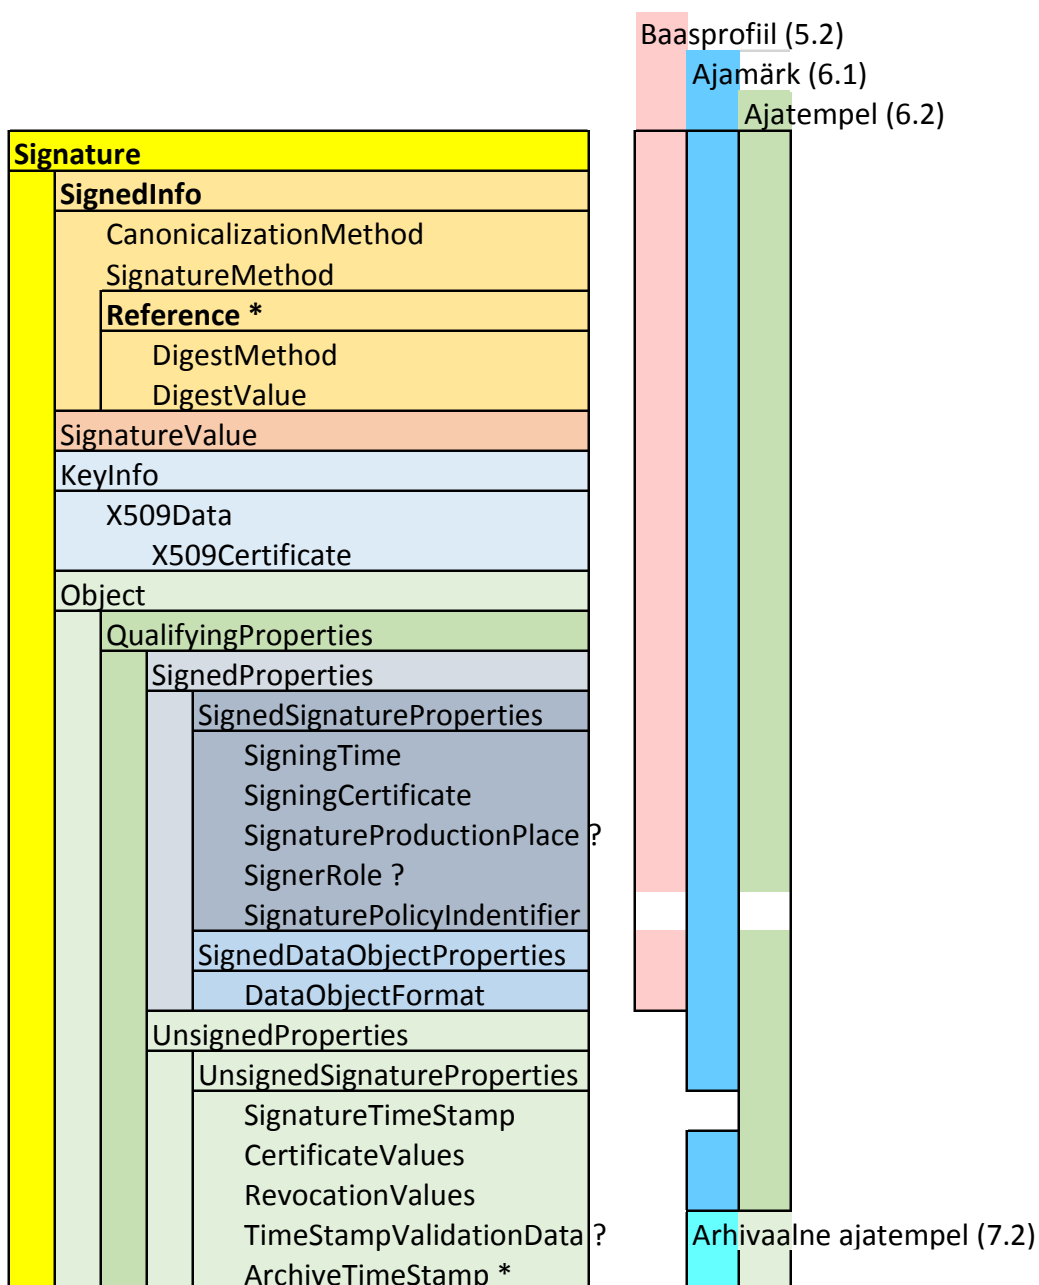 Baasprofiil (5.2)
Ajamärk (6.1)
Ajatempel (6.2)
Signature
SignedInfo
CanonicalizationMethod
SignatureMethod
Reference *
DigestMethod
DigestValue
SignatureValue
KeyInfo
X509Data
X509Certificate
Object
QualifyingProperties
SignedProperties
SignedSignatureProperties
SigningTime
SigningCertificate
SignatureProductionPlace ?
SignerRole ?
SignaturePolicyIndentifier
SignedDataObjectProperties
DataObjectFormat
UnsignedProperties
UnsignedSignatureProperties
SignatureTimeStamp
CertificateValues
RevocationValues
TimeStampValidationData ? Arhivaalne ajatempel (7.2)
ArchiveTimeStamp *